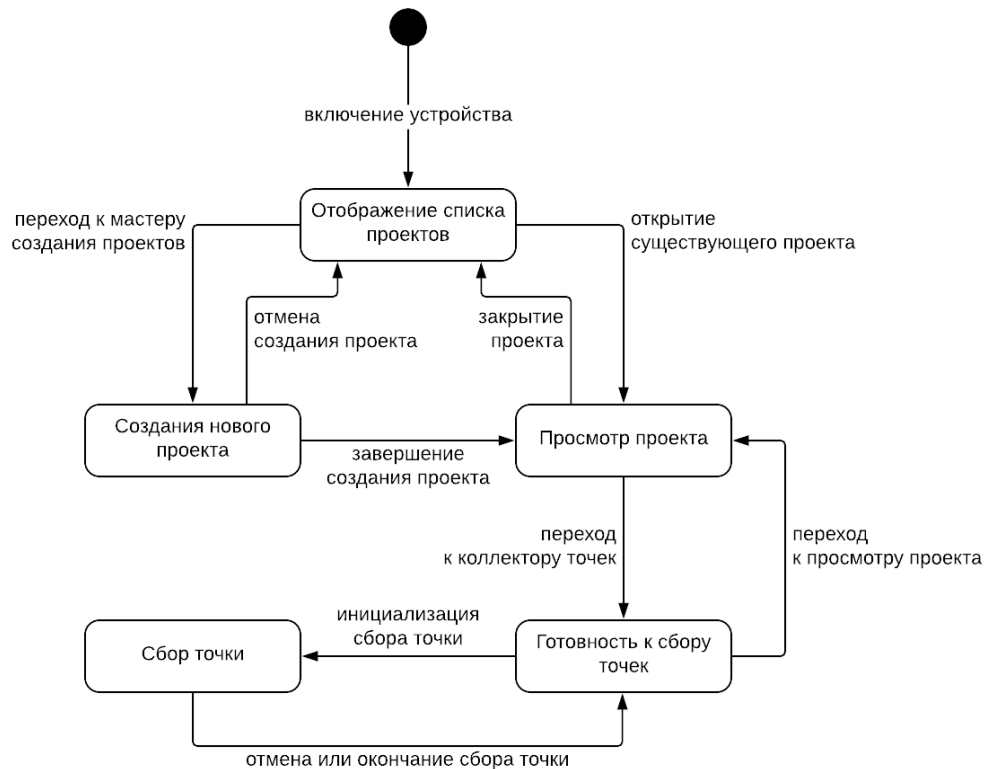 включение устройства
Отображение списка
проектов
переход к мастеру
создания проектов
открытие
существующего проекта
отмена
создания проекта
закрытие
проекта
Создания нового
проекта
Просмотр проекта
завершение
создания проекта
переход
к коллектору точек
переход
к просмотру проекта
инициализация
сбора точки
Сбор точки
Готовность к сбору
точек
отмена или окончание сбора точки